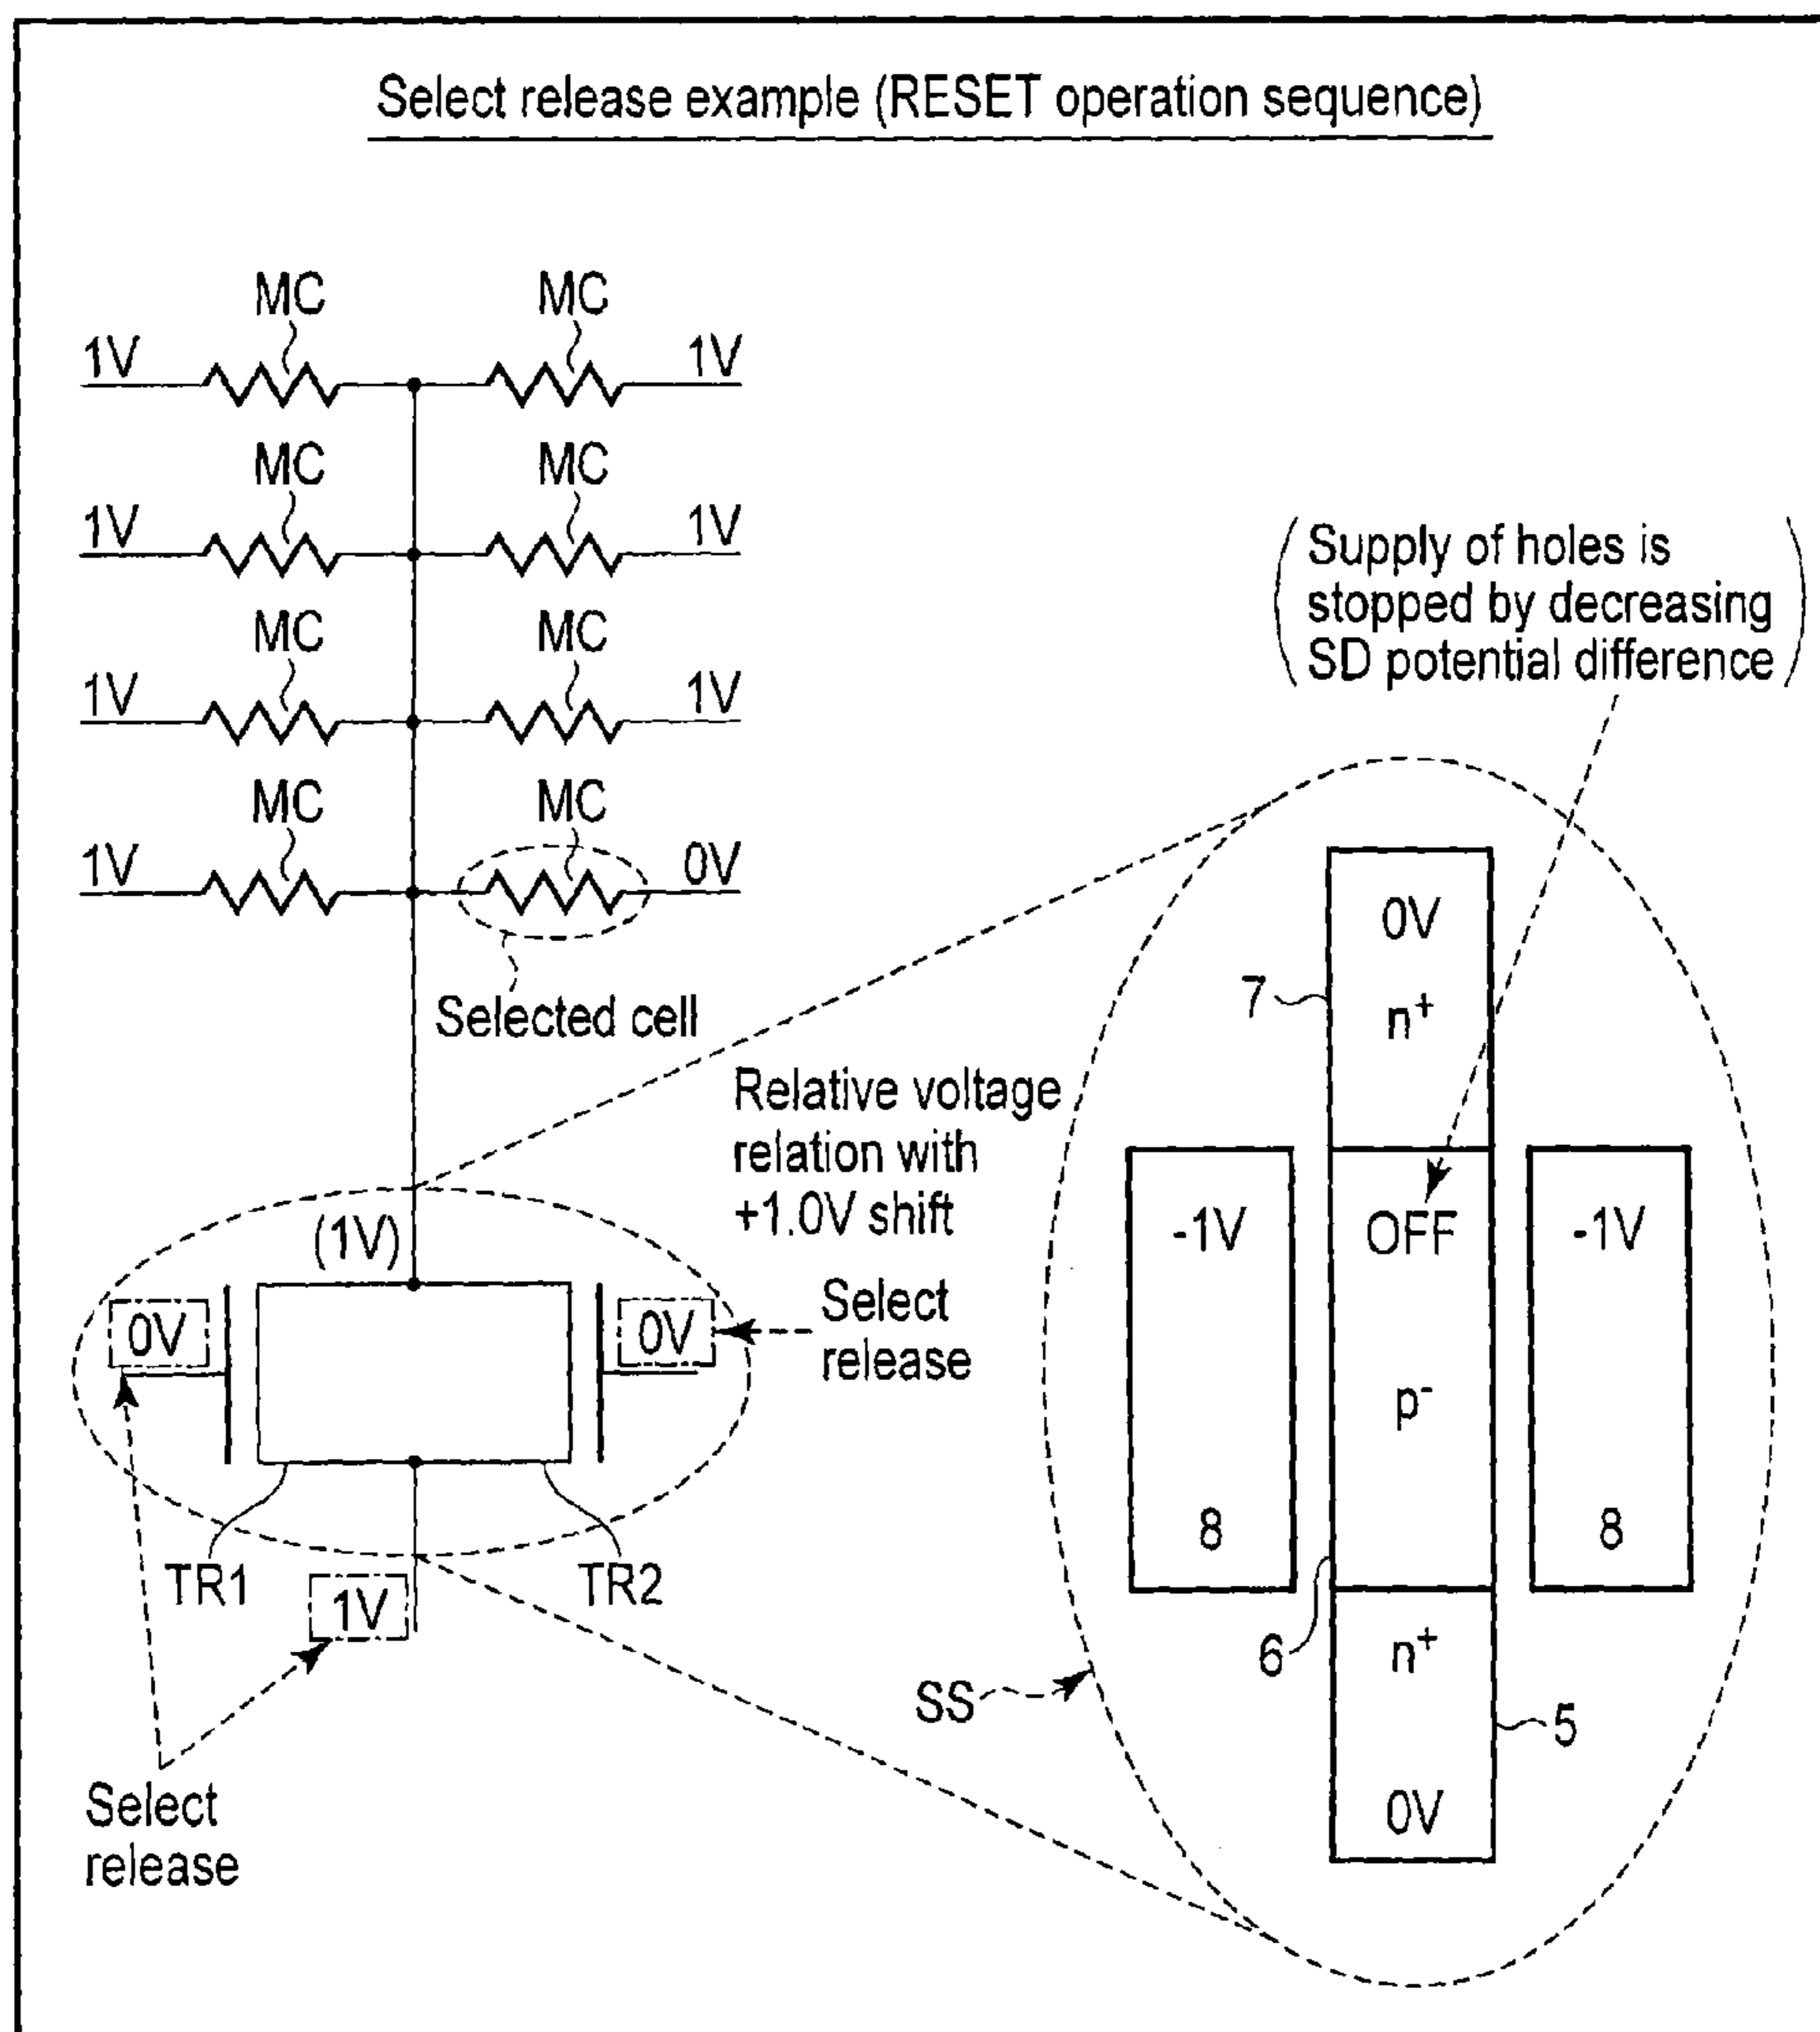 Select release example (RESET operation sequence)
MC MC
1V 1V
MC MC
1V 1V
MC MC
1V 1V
MC MC
1V 0V
Selected cell
(Supply of holes is
stopped by decreasing
SD potential difference)
Relative voltage
relation with
+1.0V shift
(1V)
0V 0V
Select
release
TR1 TR2
1V
Select
release
0V
7
n+
-1V OFF -1V
p-
8 8
6
n+
SS
5
0V